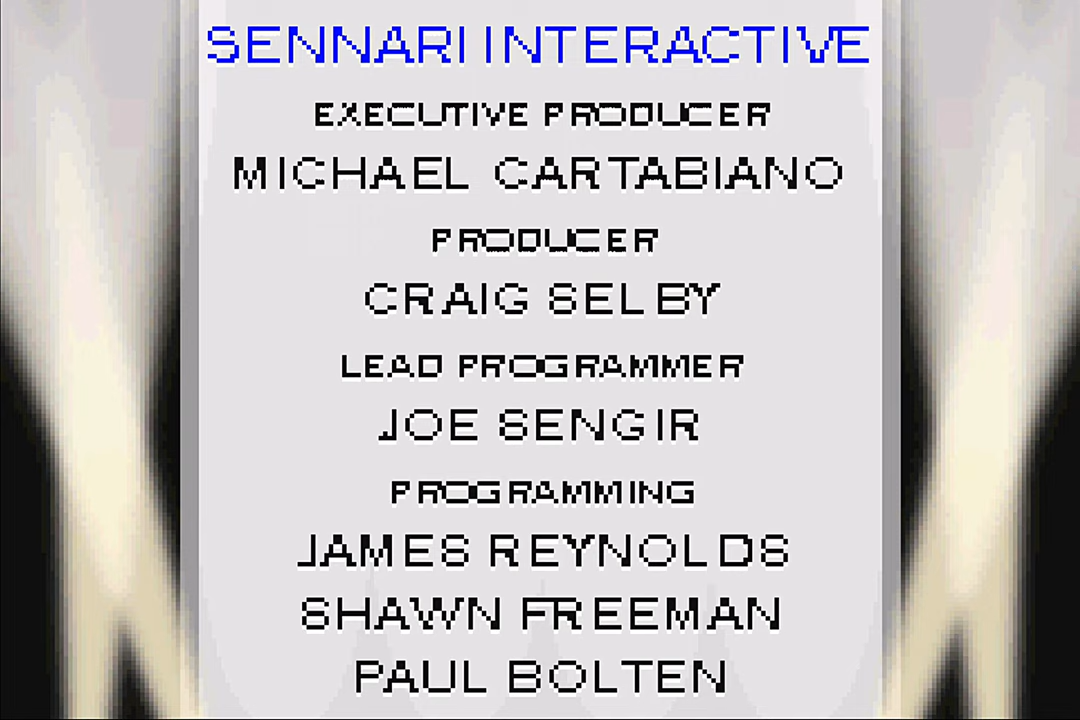 SENNARI INTERACTIVE
EXECUTIVE PRODUCER
MICHAEL CARTABIANO
PRODUCER
CRAIG SELBY
LEAD PROGRAMMER
JOE SENGIR
PROGRAMMING
JAMES REYNOLDS
SHAWN FREEMAN
PAUL BOLTEN